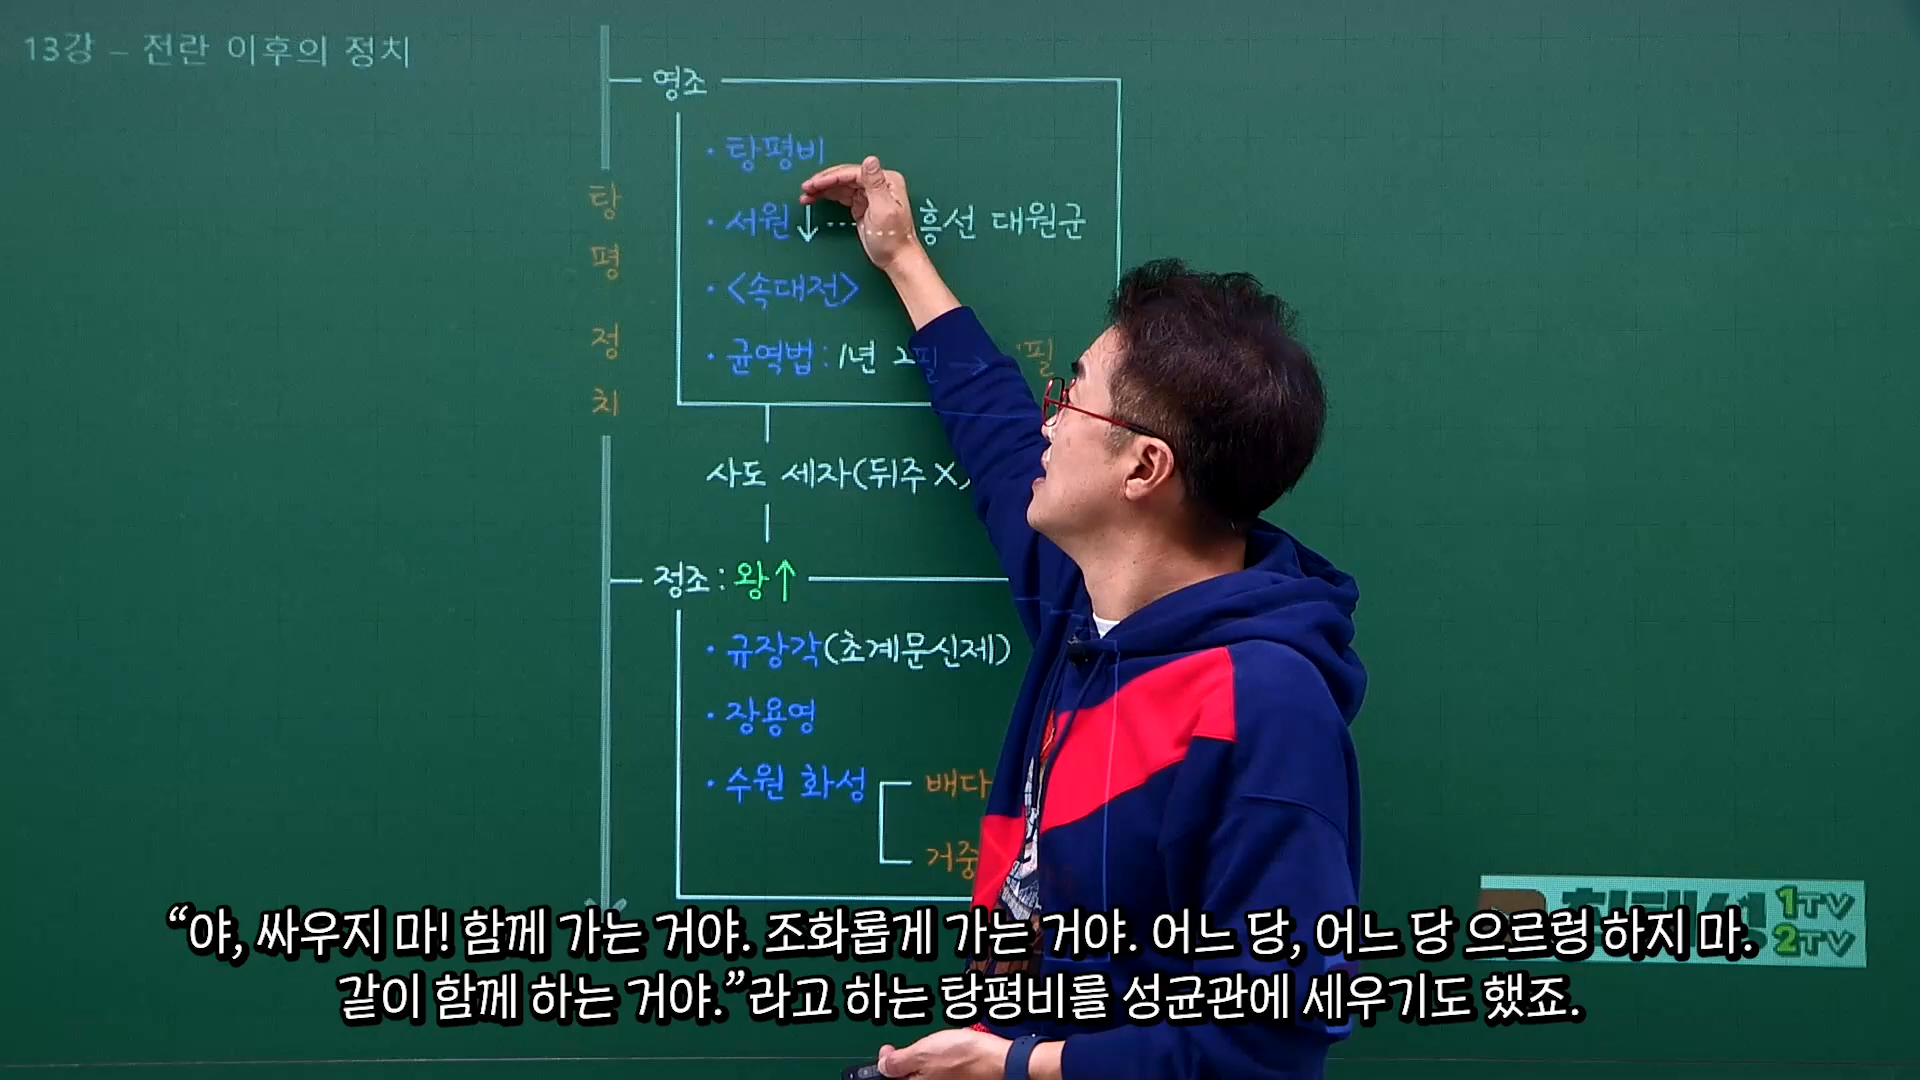 13강 – 전란 이후의 정치
탕평정치
영조
· 탕평비
· 서원↓ ····· 흥선 대원군
· <속대전>
· 균역법 : 1년 2필 → 1필
사도 세자(뒤주X)
정조 : 왕↑
· 규장각(초계문신제)
· 장용영
· 수원 화성
배다
거중
1TV
2TV
“야, 싸우지 마! 함께 가는 거야. 조화롭게 가는 거야. 어느 당, 어느 당 으르렁 하지 마.
같이 함께 하는 거야.”라고 하는 탕평비를 성균관에 세우기도 했죠.